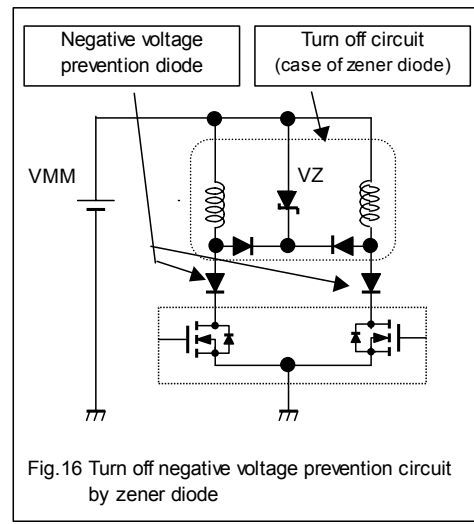 Negative voltage
prevention diode
Turn off circuit
(case of zener diode)
VMM
VZ
Fig.16 Turn off negative voltage prevention circuit
by zener diode